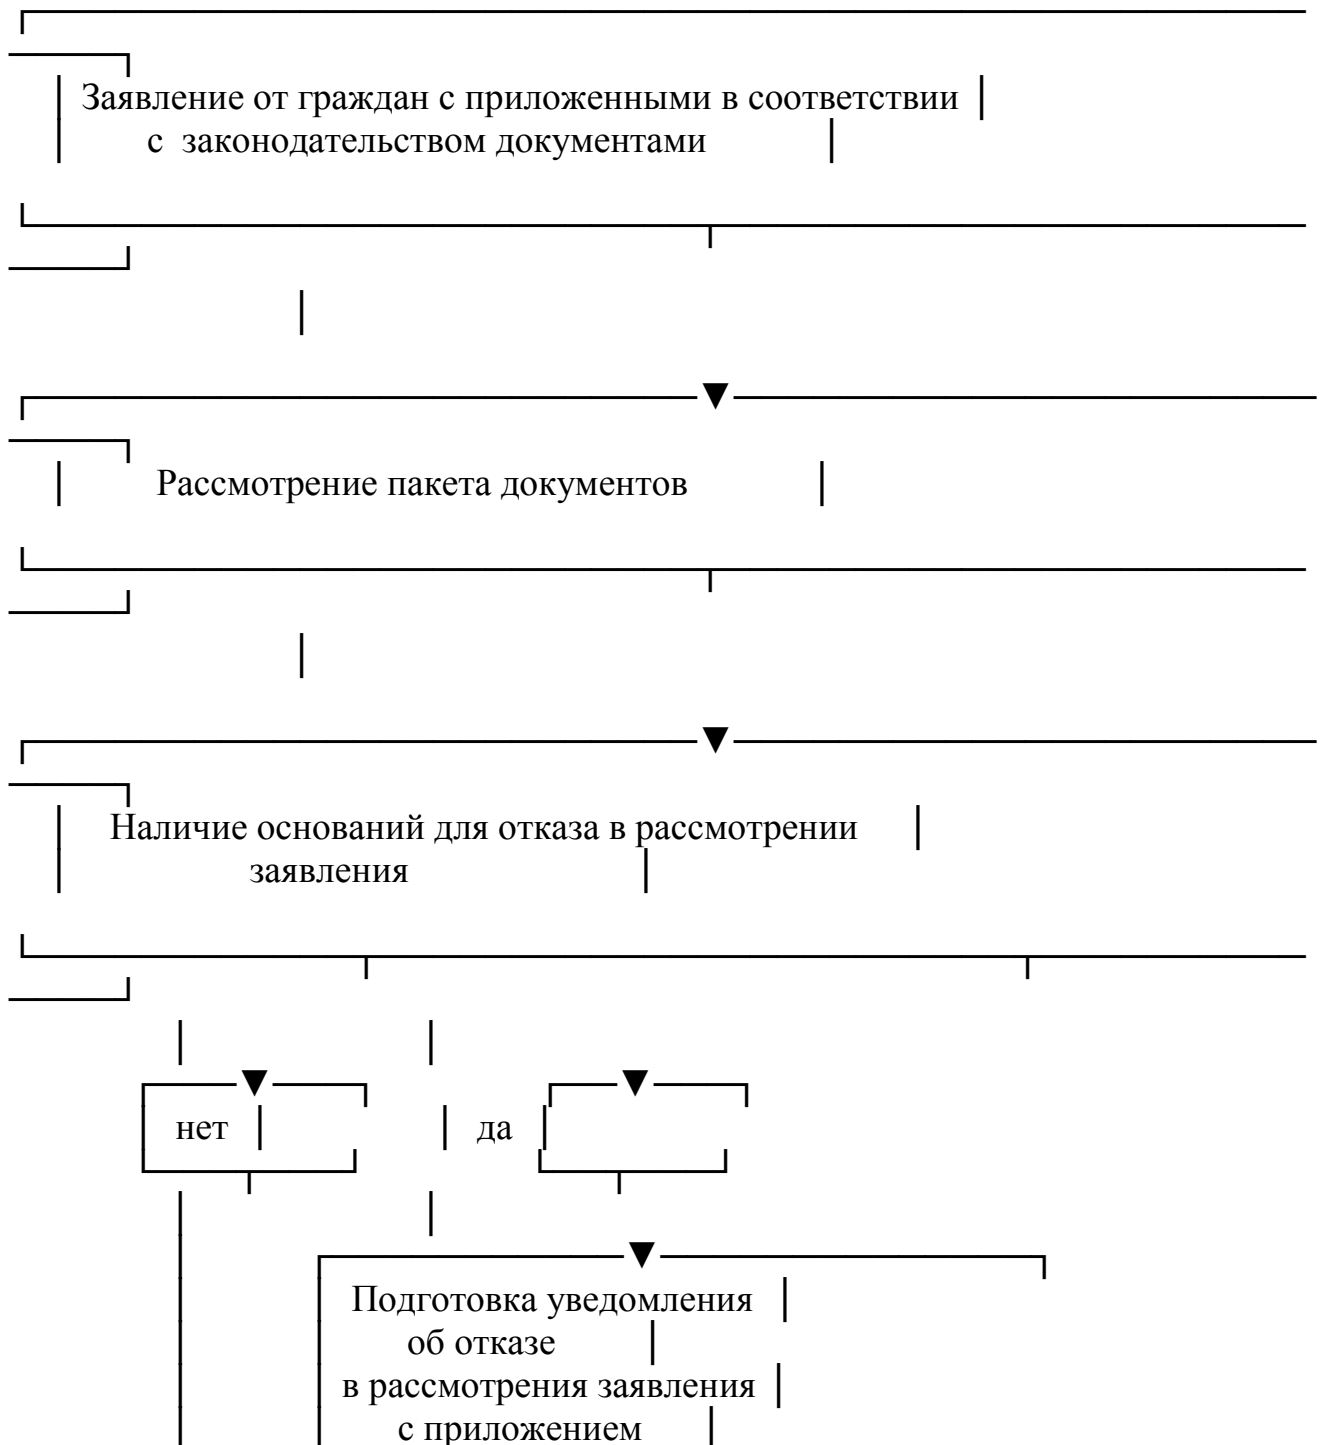 Заявление от граждан с приложенными в соответствии
с законодательством документами
Рассмотрение пакета документов
Наличие оснований для отказа в рассмотрении
заявления
нет да
Подготовка уведомления
об отказе
в рассмотрения заявления
с приложением